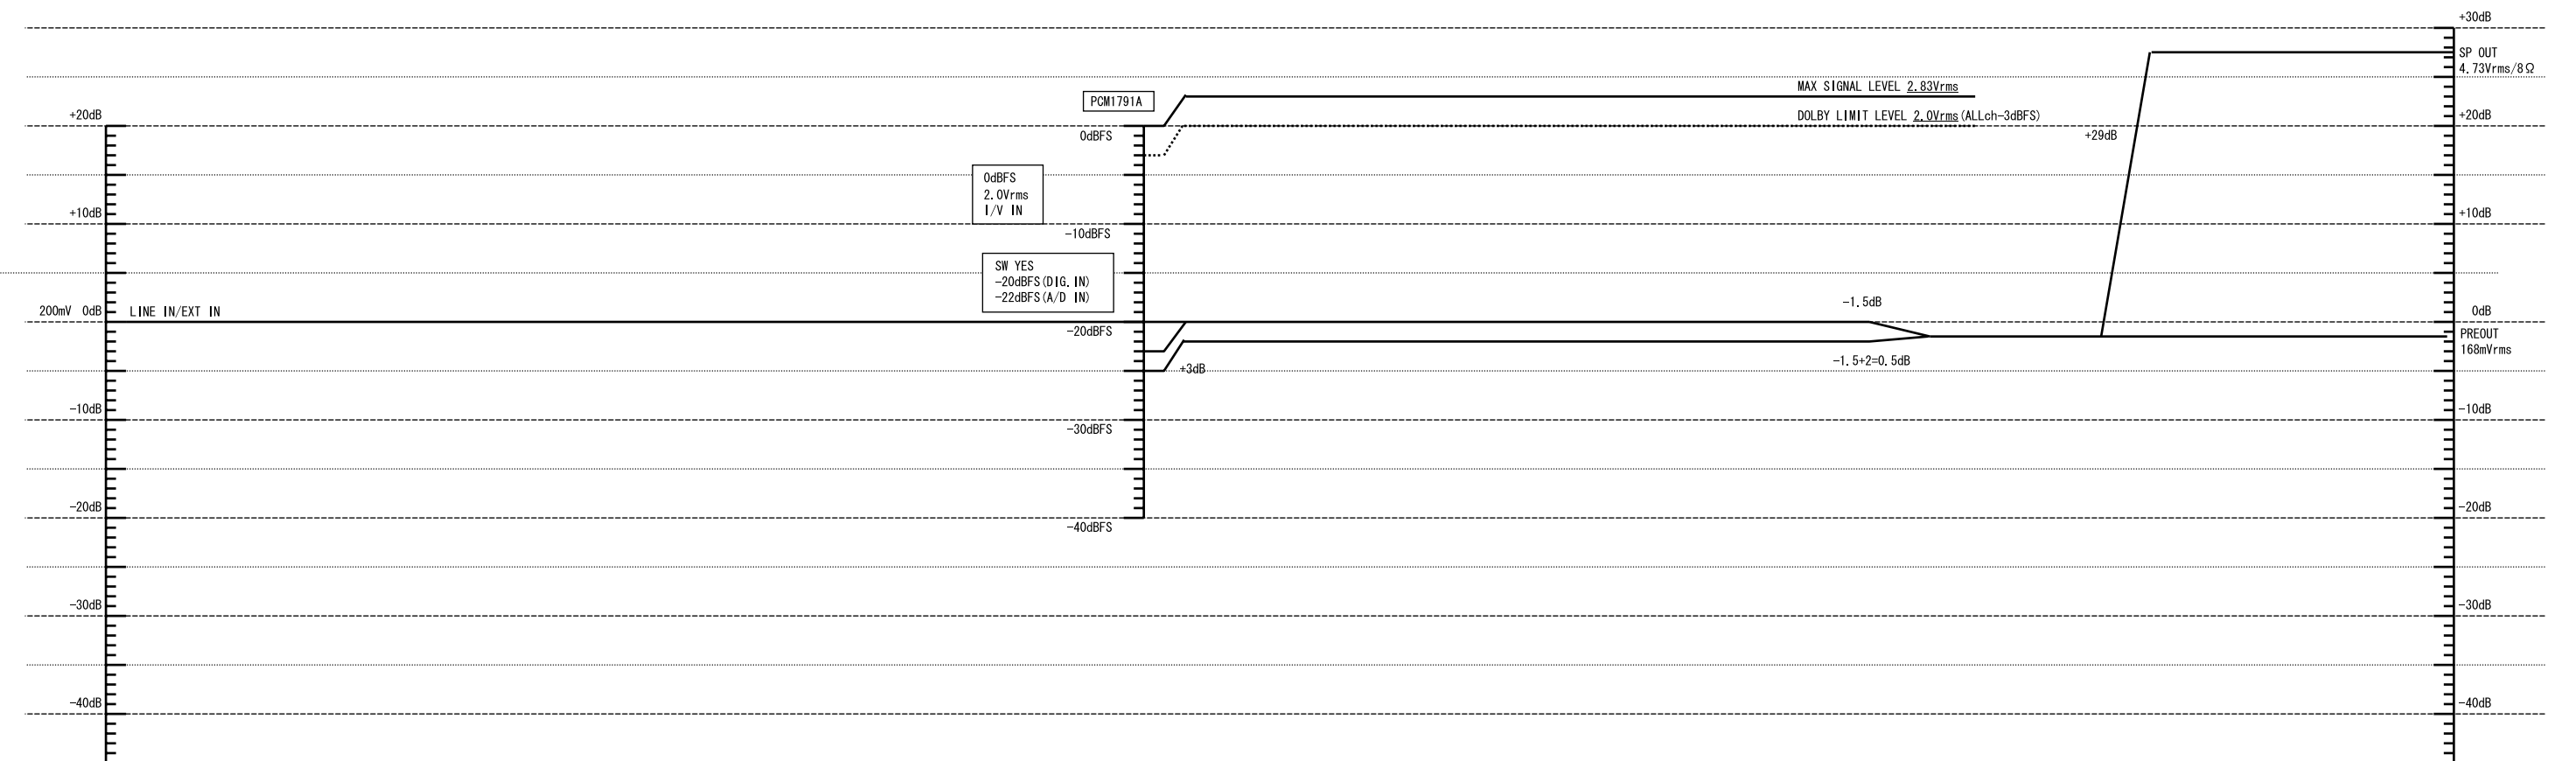 +30dB
SP OUT
4.73Vrms/8Ω
MAX SIGNAL LEVEL 2.83Vrms
PCM1791A
+20dB
DOLBY LIMIT LEVEL 2.0Vrms(ALLch-3dBFS)
+20dB
0dBFS
+29dB
0dBFS
2.0Vrms
I/V IN
+10dB
+10dB
-10dBFS
SW YES
-20dBFS(DIG.IN)
-22dBFS(A/D IN)
-1.5dB
200mV 0dB
LINE IN/EXT IN
0dB
-20dBFS
PREOUT
168mVrms
-1.5+2=0.5dB
+3dB
-10dB
-10dB
-30dBFS
-20dB
-20dB
-40dBFS
-30dB
-30dB
-40dB
-40dB